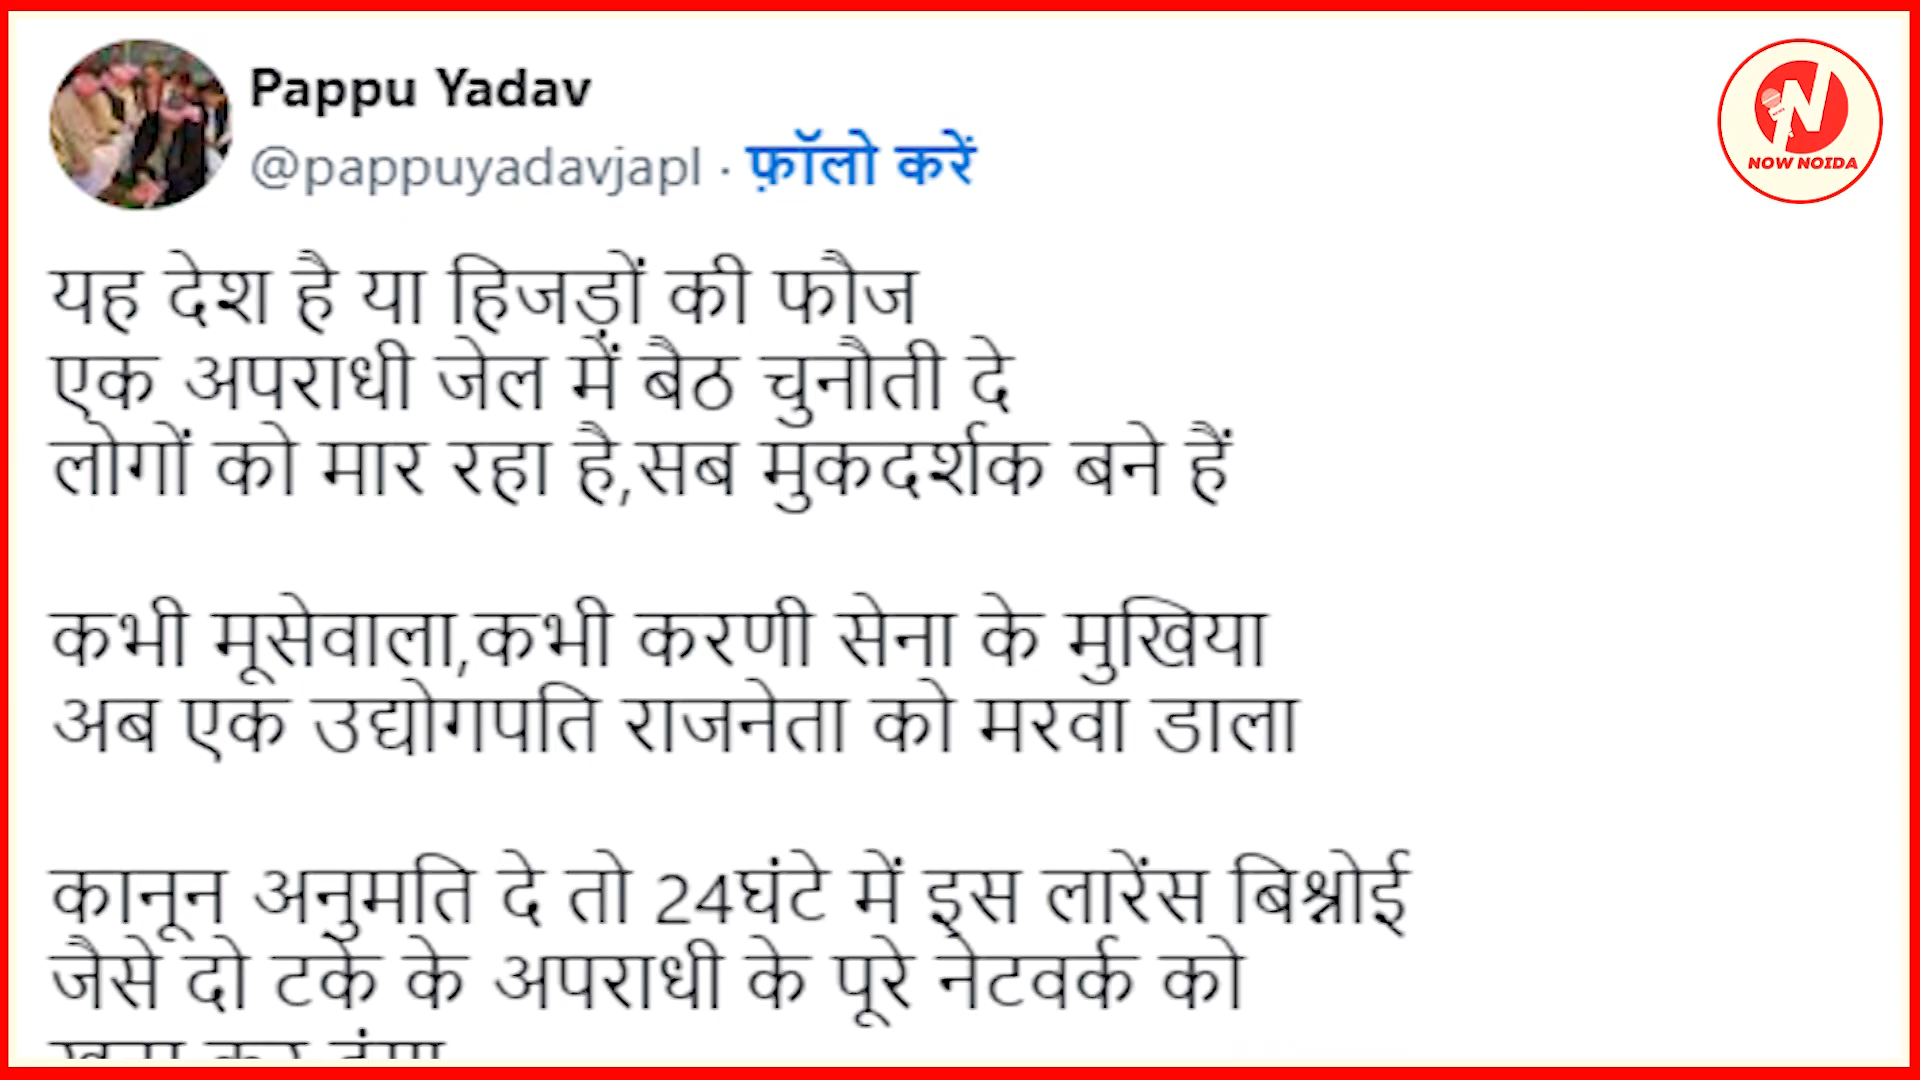 Pappu Yadav
@pappuyadavjapl · फ़ॉलो करें
NOW NOIDA
यह देश है या हिजड़ों की फौज
एक अपराधी जेल में बैठ चुनौती दे
लोगों को मार रहा है,सब मुकदर्शक बने हैं
कभी मूसेवाला,कभी करणी सेना के मुखिया
अब एक उद्योगपति राजनेता को मरवा डाला
कानून अनुमति दे तो 24घंटे में इस लारेंस बिश्नोई
जैसे दो टके के अपराधी के पूरे नेटवर्क को